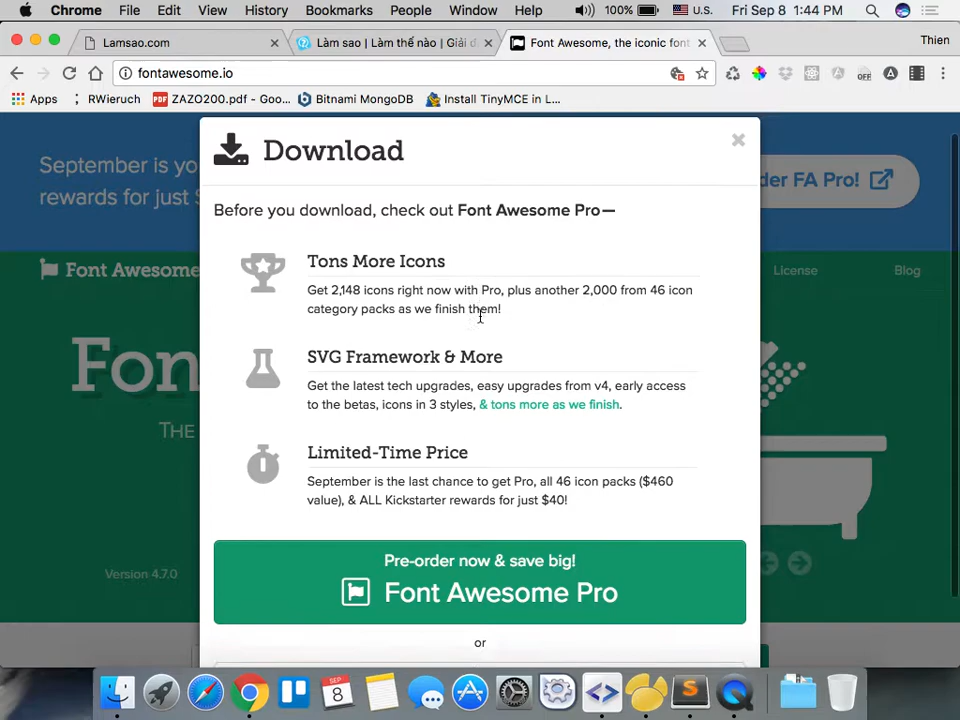 Chrome File Edit View History Bookmarks People Window Help 100% U.S. Fri Sep 8 1:44 PM
Lamsao.com Làm sao | Làm thế nào | Giải đ Font Awesome, the iconic font Thien
fontawesome.io OFF
Apps RWieruch ZAZO200.pdf - Goo... Bitnami MongoDB Install TinyMCE in L...
Download
September is yo
rewards for just $
der FA Pro!
Before you download, check out Font Awesome Pro—
Font Awesome
License Blog
Tons More Icons
Get 2,148 icons right now with Pro, plus another 2,000 from 46 icon
category packs as we finish them!
Fon
THE
SVG Framework & More
Get the latest tech upgrades, easy upgrades from v4, early access
to the betas, icons in 3 styles, & tons more as we finish.
Limited-Time Price
September is the last chance to get Pro, all 46 icon packs ($460
value), & ALL Kickstarter rewards for just $40!
Version 4.7.0
Pre-order now & save big!
Font Awesome Pro
or
SEP
8